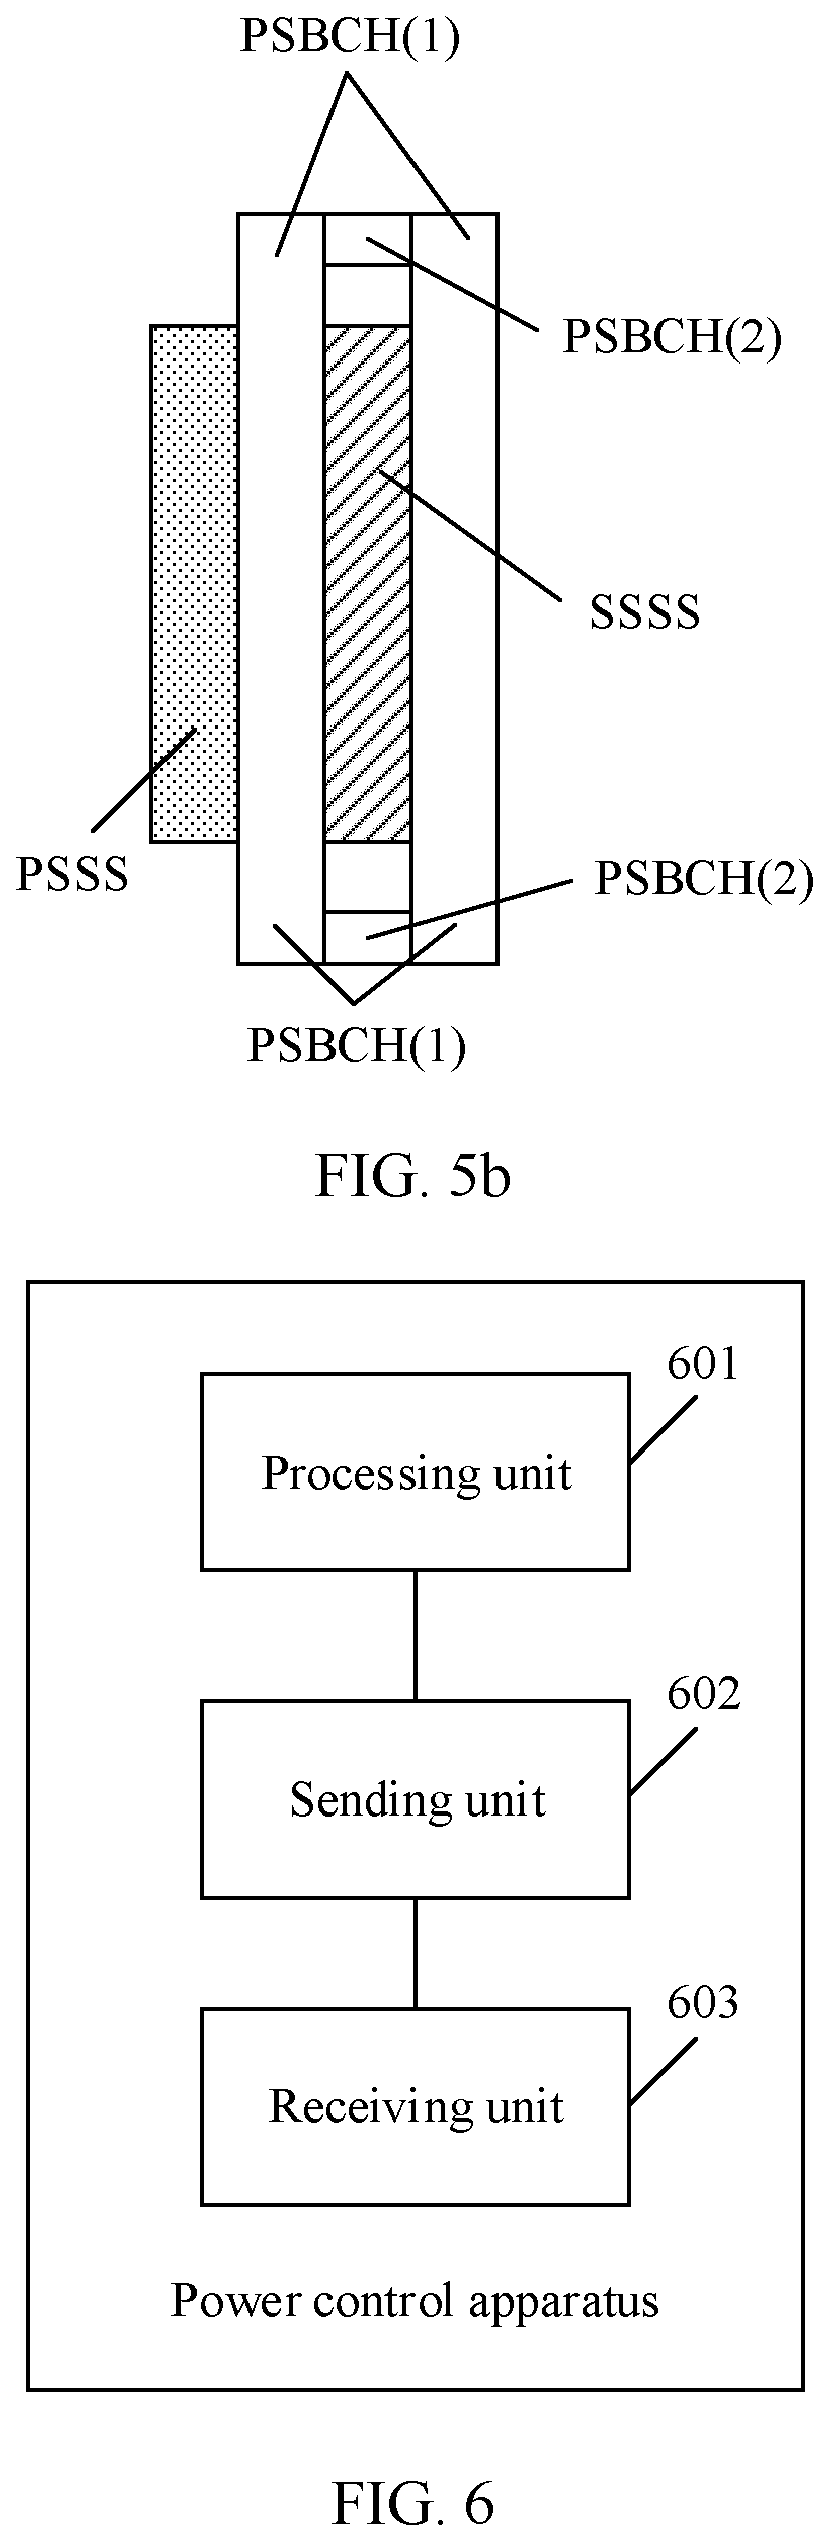 PSBCH(1)
PSBCH(2)
SSSS
PSSS
PSBCH(2)
PSBCH(1)
FIG. 5b
601
Processing unit
602
Sending unit
603
Receiving unit
Power control apparatus
FIG. 6